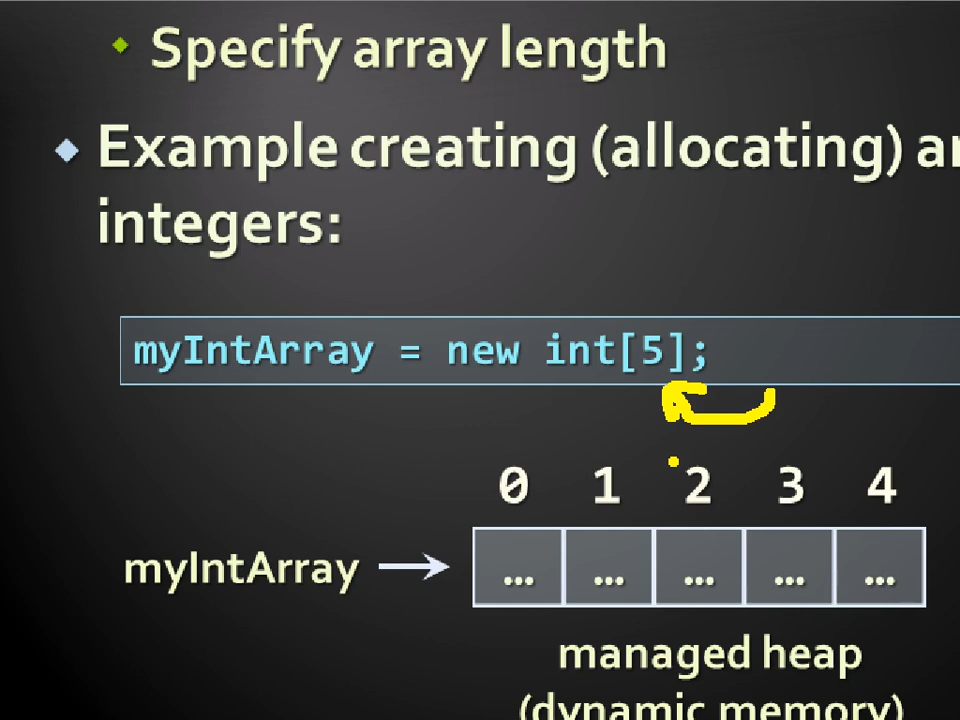 Specify array length
Example creating (allocating)
integers:
myIntArray = new int[5];
0 1 2 3 4
myIntArray
... ... ... ... ...
managed heap
(dynamic memory)